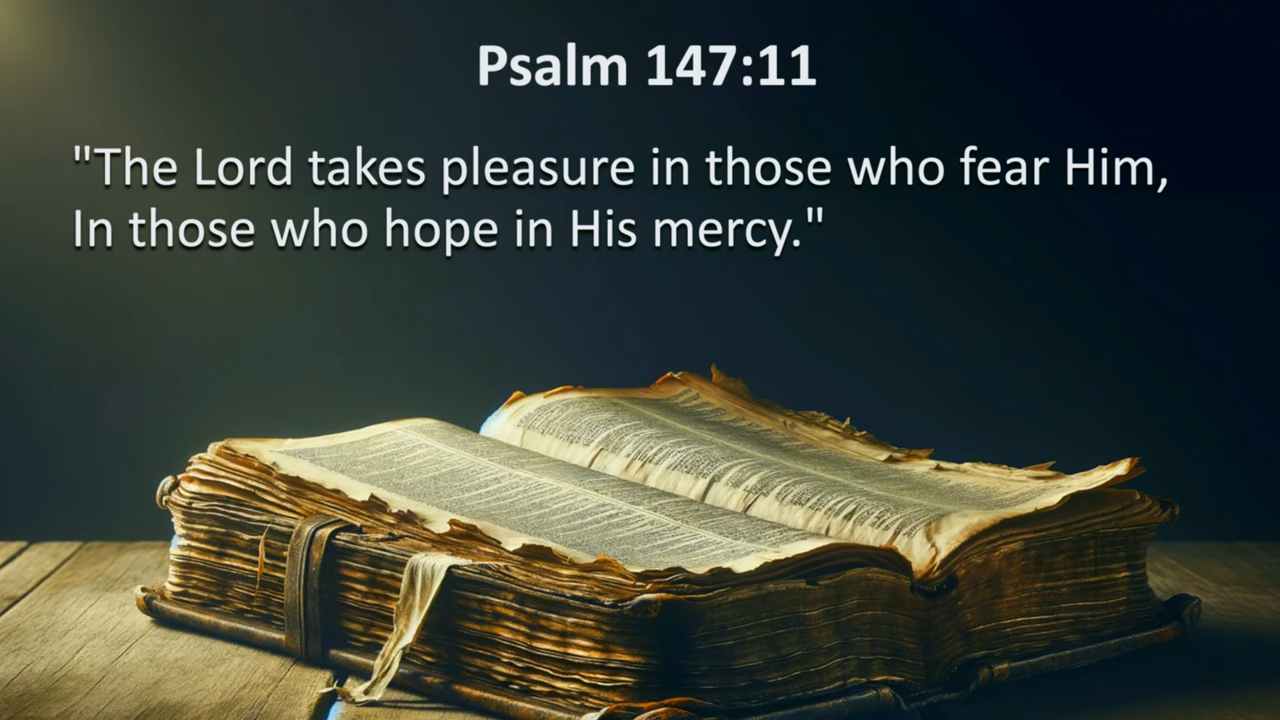 Psalm 147:11
"The Lord takes pleasure in those who fear Him,
In those who hope in His mercy."